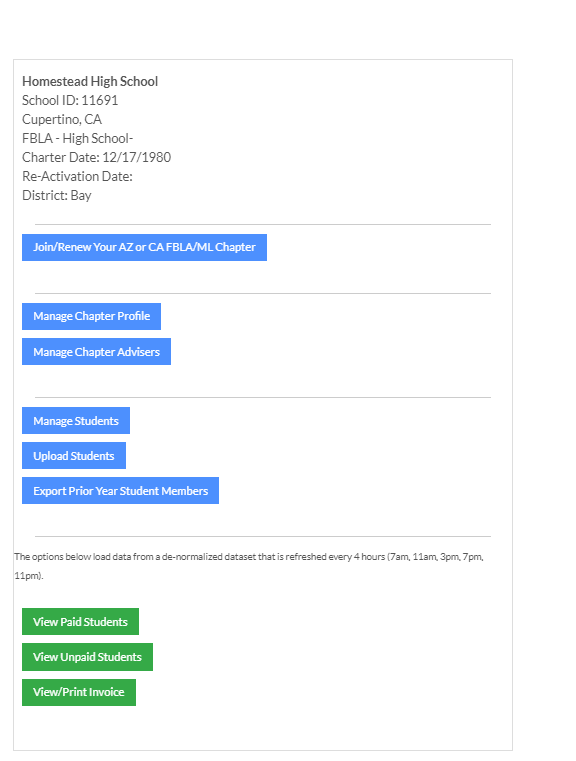 Homestead High School
School ID: 11691
Cupertino, CA
FBLA - High School-
Charter Date: 12/17/1980
Re-Activation Date:
District: Bay
Join/Renew Your AZ or CA FBLA/ML Chapter
Manage Chapter Profile
Manage Chapter Advisers
Manage Students
Upload Students
Export Prior Year Student Members
The options below load data from a de-normalized dataset that is refreshed every 4 hours (7am, 11am, 3pm, 7pm,
11pm).
View Paid Students
View Unpaid Students
View/Print Invoice